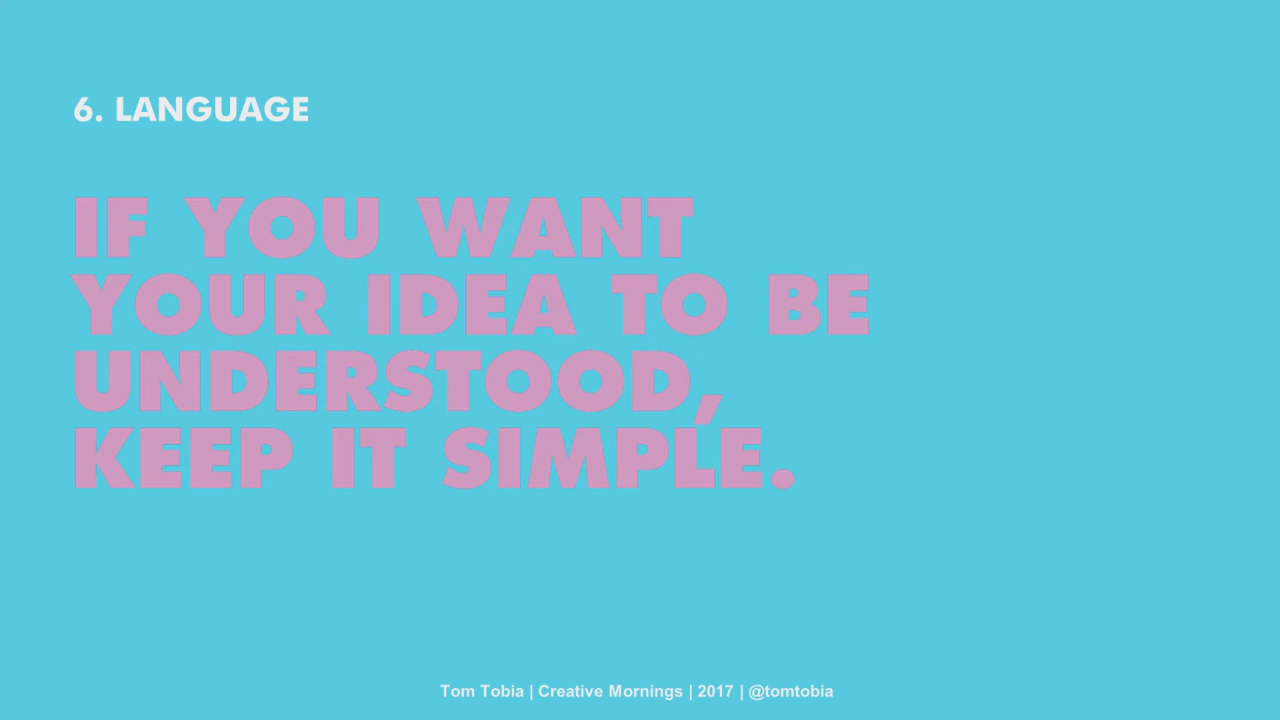 6. LANGUAGE
IF YOU WANT
YOUR IDEA TO BE
UNDERSTOOD,
KEEP IT SIMPLE.
Tom Tobia | Creative Mornings | 2017 | @tomtobia